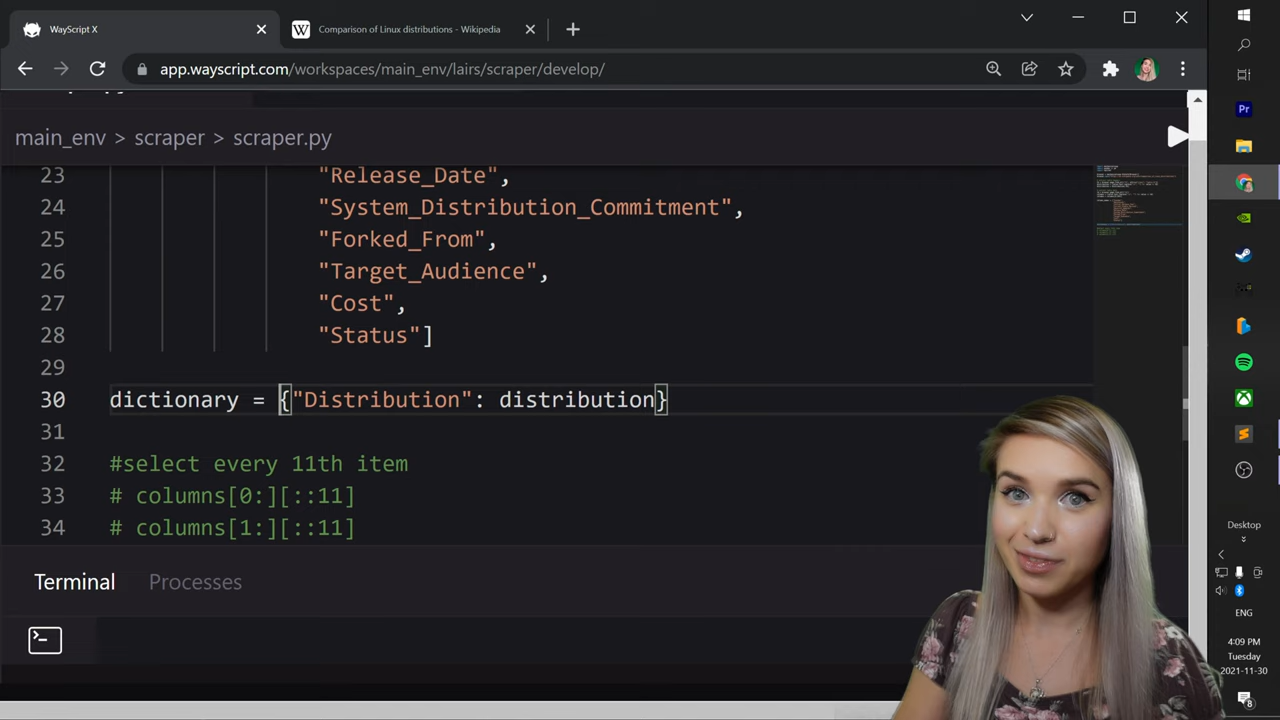 WayScript X
W Comparison of Linux distributions - Wikipedia
app.wayscript.com/workspaces/main_env/lairs/scraper/develop/
main_env > scraper > scraper.py
23 "Release_Date",
24 "System_Distribution_Commitment",
25 "Forked_From",
26 "Target_Audience",
27 "Cost",
28 "Status"]
29
30 dictionary = {"Distribution": distribution}
31
32 #select every 11th item
33 # columns[0:][::11]
34 # columns[1:][::11]
Terminal Processes
Pr
Desktop
ENG
4:09 PM
Tuesday
2021-11-30
8